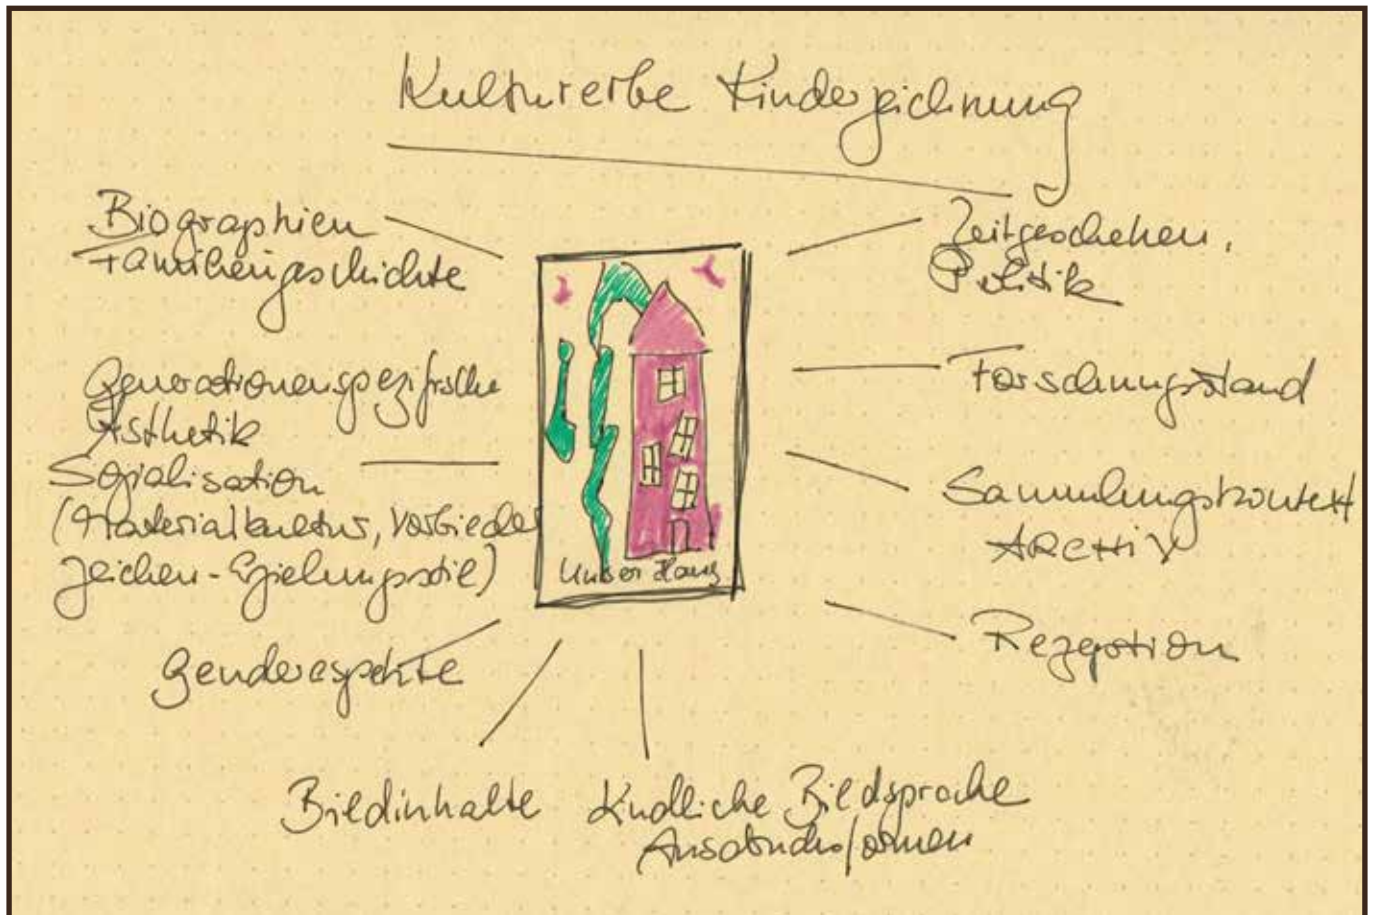 Kulturerbe Kinderzeichnung
Biographien
Familiengeschichte
Generationenspezifische
Ästhetik
Sozialisation
(Materialkultur, Vorbilder
Zeichen-Erziehungsstil)
Genderaspekte
Bildinhalte
Kindliche Bildsprache
Ausdrucksformen
Zeitgeschehen,
Politik
Forschungsstand
Sammlungskontext
ARCHIV
Rezeption
Unser Haus